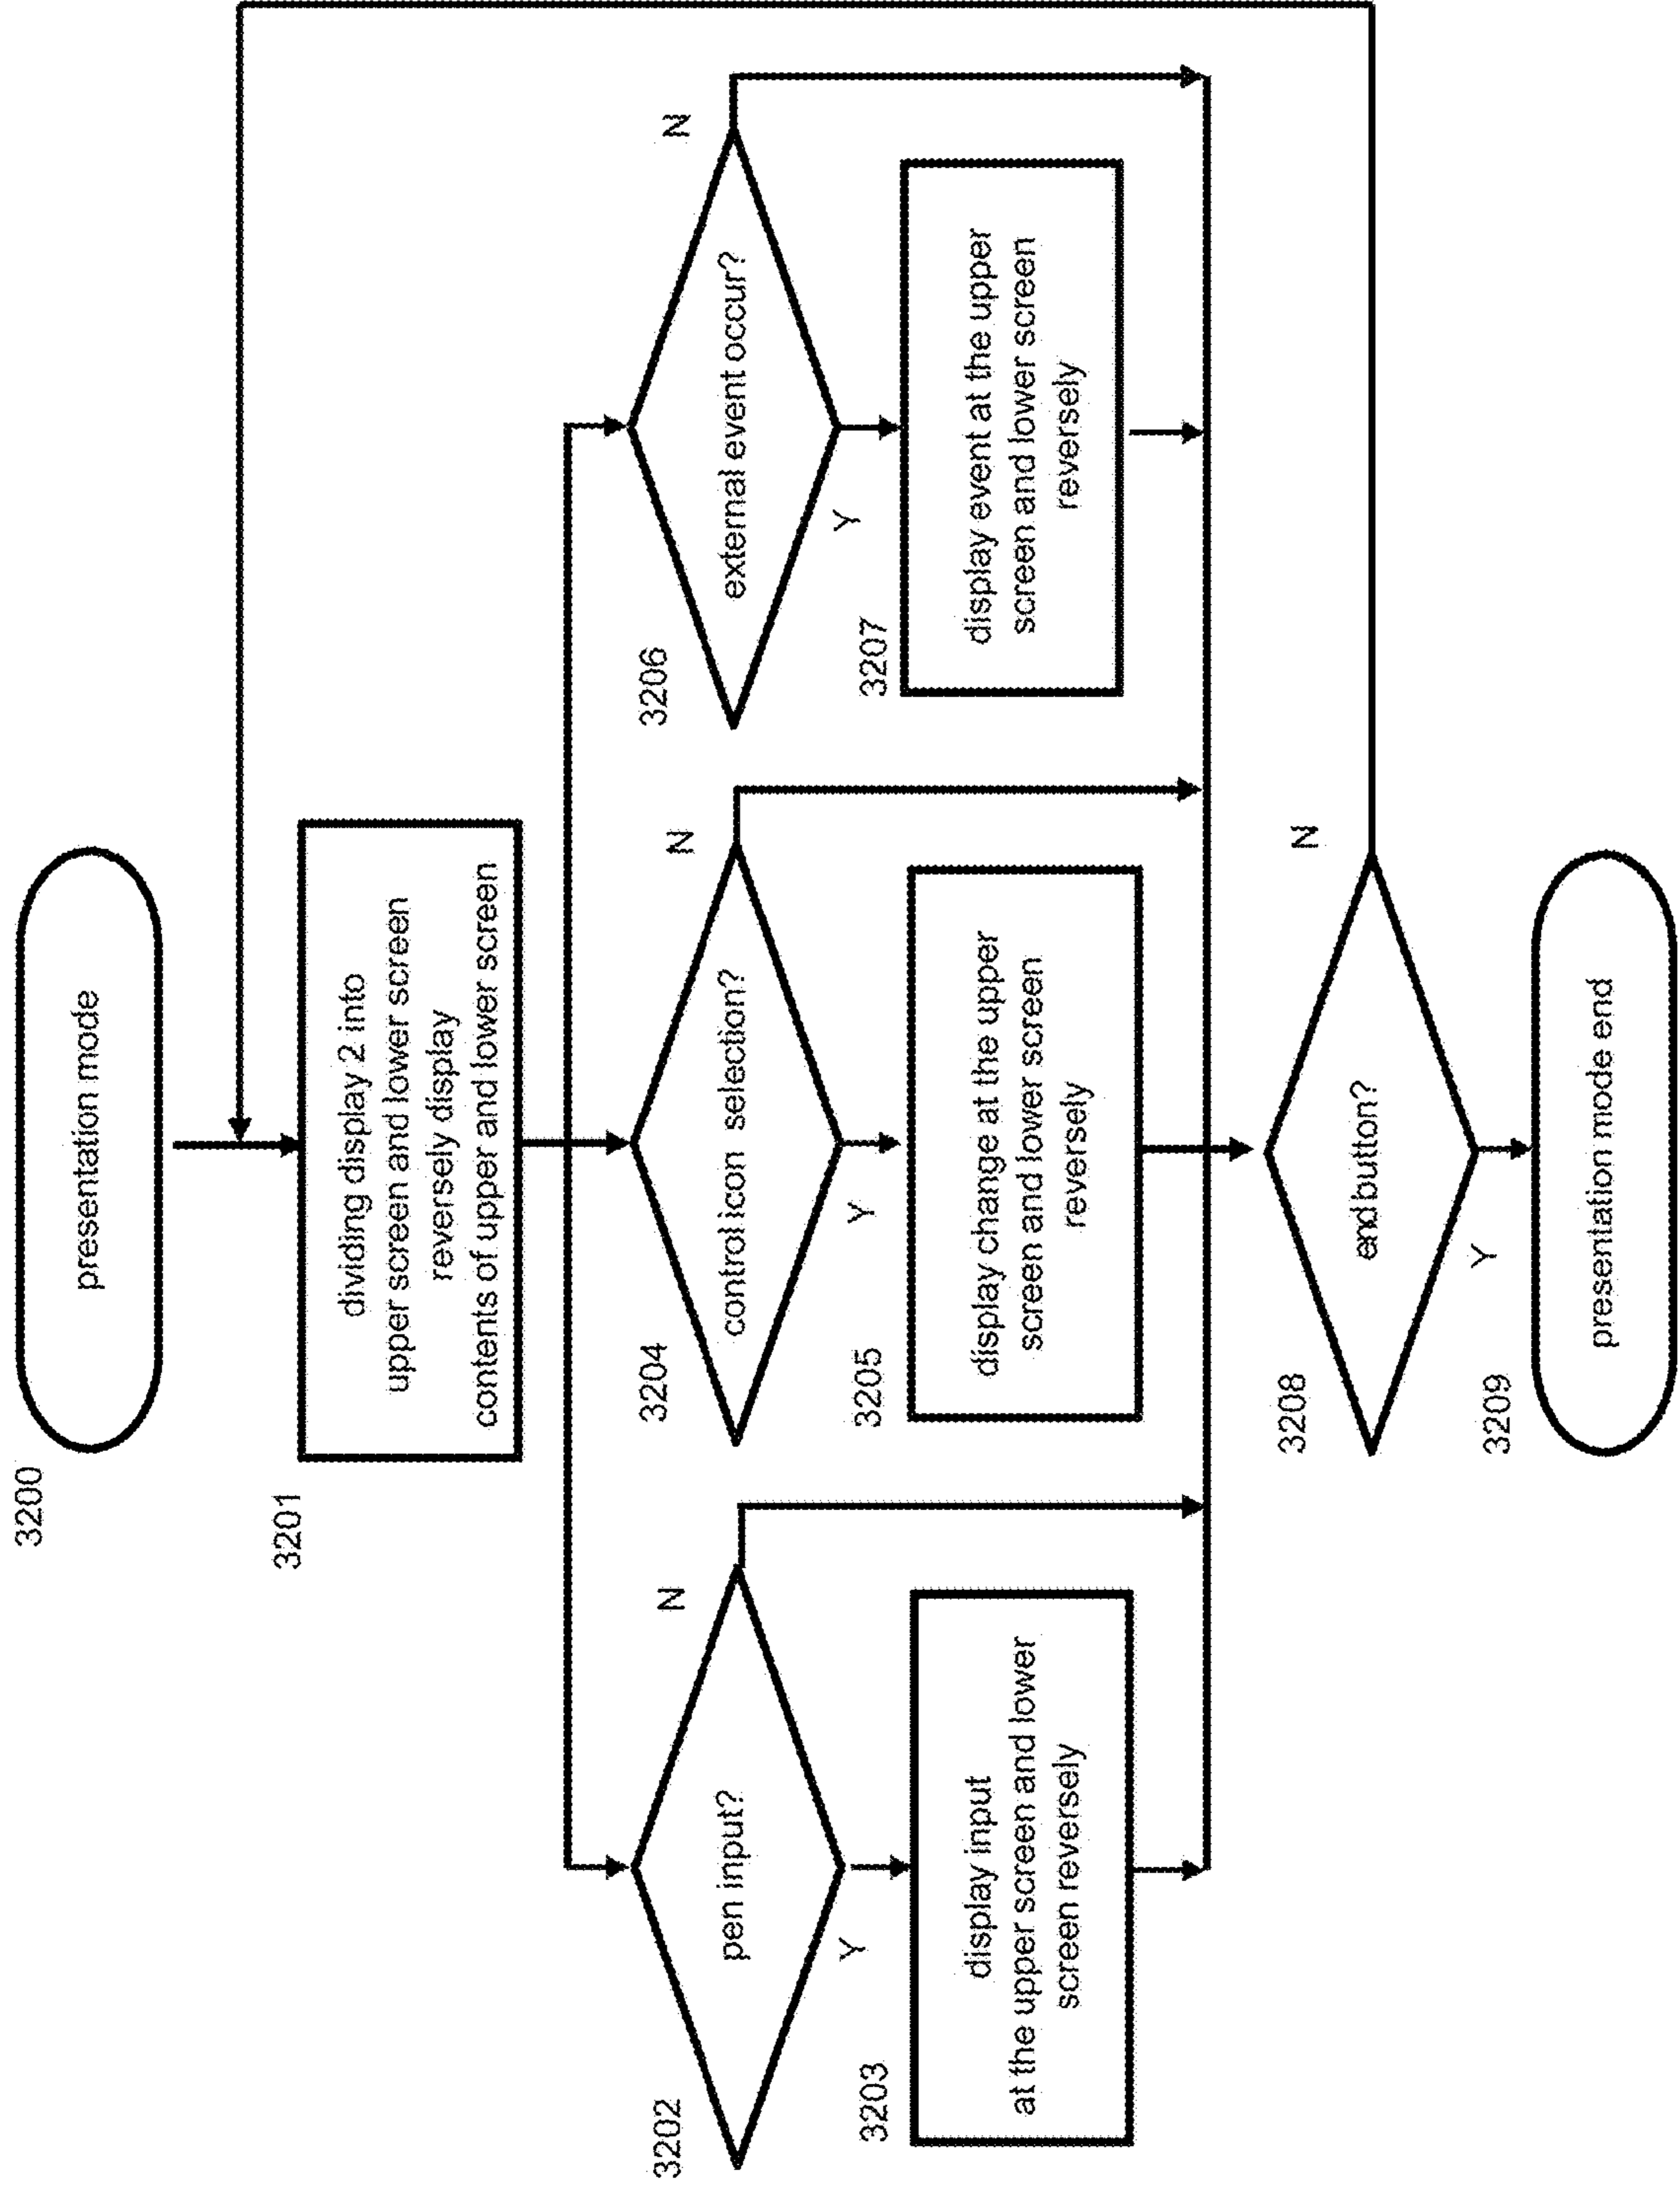 3200
presentation mode
3201
dividing display 2 into
upper screen and lower screen
reversely display
contents of upper and lower screen
3202
pen input?
N
Y
3203
display input
at the upper screen and lower
screen reversely
3204
control icon selection?
N
Y
3205
display change at the upper
screen and lower screen
reversely
3206
external event occur?
N
Y
3207
display event at the upper
screen and lower screen
reversely
3208
end button?
N
Y
3209
presentation mode end